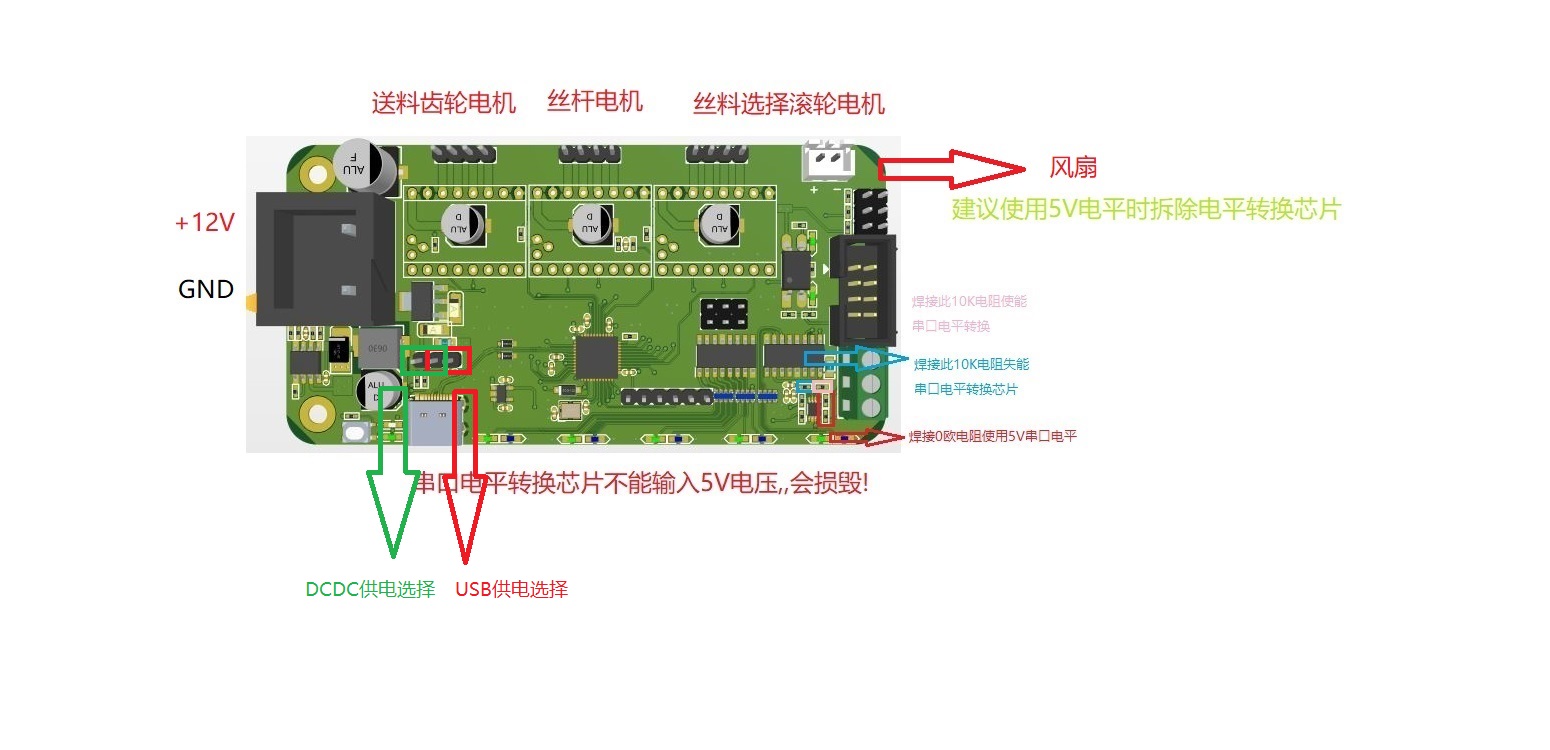 送料齿轮电机 丝杆电机 丝料选择滚轮电机
风扇
+12V
建议使用5V电平时拆除电平转换芯片
GND
焊接此10K电阻使能
串口电平转换
焊接此10K电阻失能
串口电平转换芯片
焊接0欧电阻使用5V串口电平
串口电平转换芯片不能输入5V电压,,会损毁!
DCDC供电选择 USB供电选择
ALU
F
ALU
D
ALU
D
ALU
D
+ −
0630
ALU
D